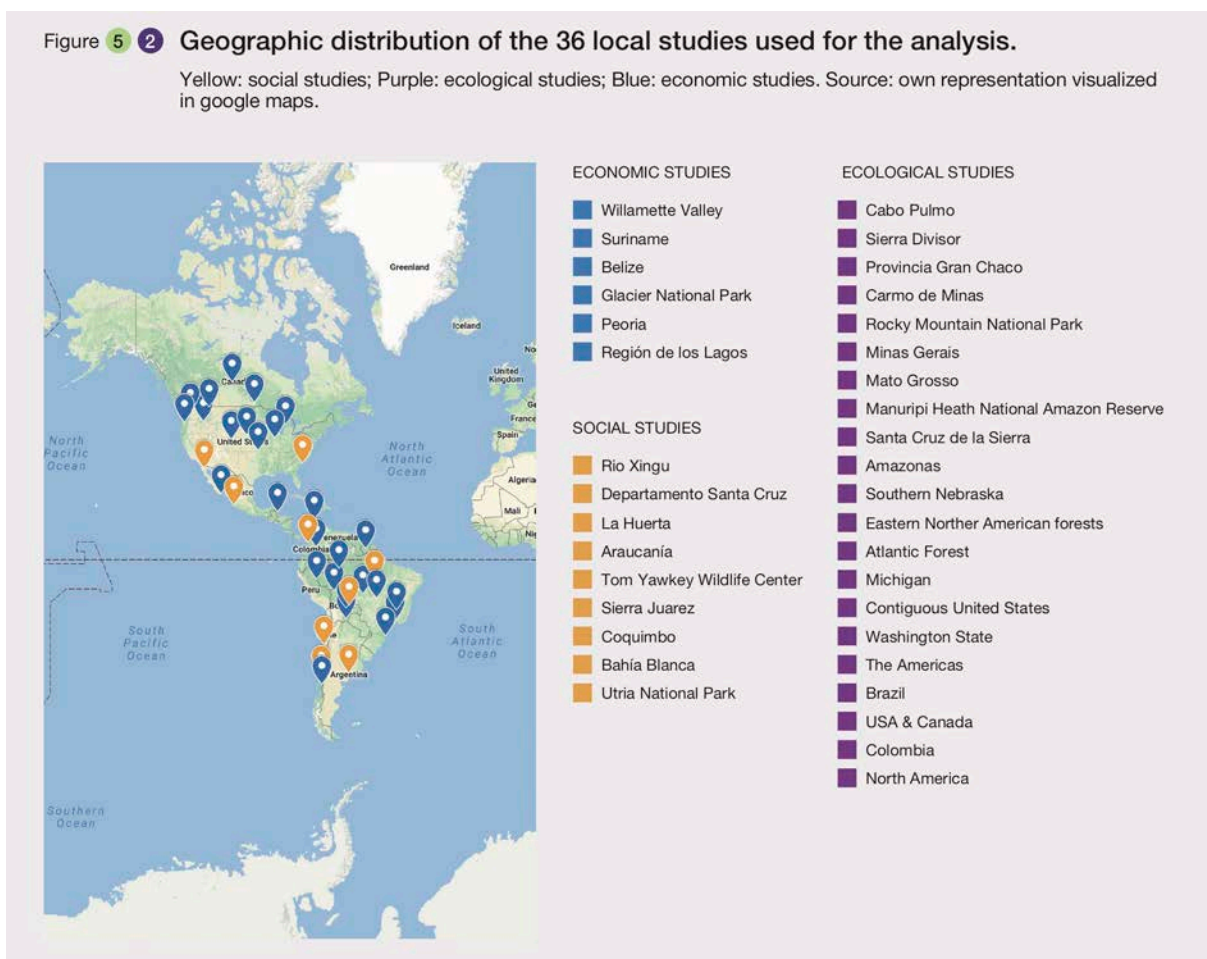 Figure 5 2 Geographic distribution of the 36 local studies used for the analysis.
Yellow: social studies; Purple: ecological studies; Blue: economic studies. Source: own representation visualized
in google maps.
ECONOMIC STUDIES
Willamette Valley
Suriname
Belize
Glacier National Park
Peoria
Región de los Lagos
SOCIAL STUDIES
Rio Xingu
Departamento Santa Cruz
La Huerta
Araucanía
Tom Yawkey Wildlife Center
Sierra Juarez
Coquimbo
Bahía Blanca
Utria National Park
ECOLOGICAL STUDIES
Cabo Pulmo
Sierra Divisor
Provincia Gran Chaco
Carmo de Minas
Rocky Mountain National Park
Minas Gerais
Mato Grosso
Manuripi Heath National Amazon Reserve
Santa Cruz de la Sierra
Amazonas
Southern Nebraska
Eastern Norther American forests
Atlantic Forest
Michigan
Contiguous United States
Washington State
The Americas
Brazil
USA & Canada
Colombia
North America
Greenland
Iceland
United
Kingdom
France
Spain
North
Pacific
Ocean
North
Atlantic
Ocean
Algeria
Mali
Colombia
Peru
South
Pacific
Ocean
South
Atlantic
Ocean
Argentina
Southern
Ocean